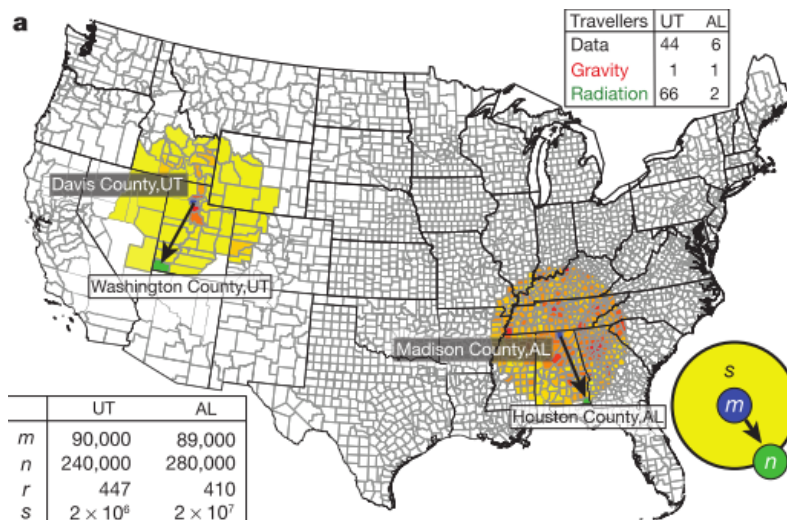 a
Travellers UT AL
Data 44 6
Gravity 1 1
Radiation 66 2
Davis County,UT
Washington County,UT
Madison County,AL
Houston County,AL
s
m
n
UT AL
m 90,000 89,000
n 240,000 280,000
r 447 410
s 2 × 10⁶ 2 × 10⁷